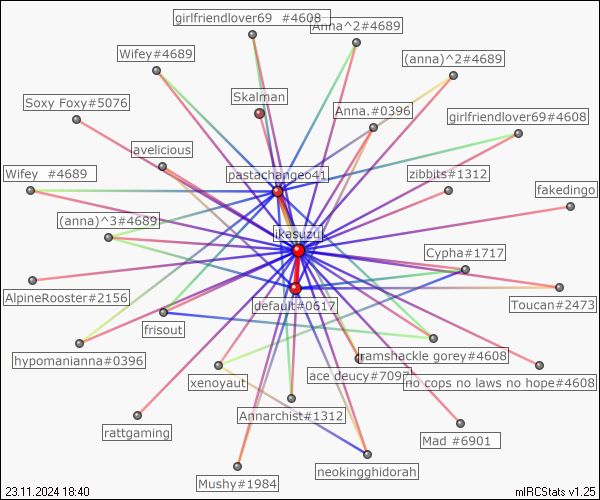 girlfriendlover69 #4608
Anna^2#4689
Wifey#4689
(anna)^2#4689
Skalman
Soxy Foxy#5076
Anna.#0396
girlfriendlover69#4608
avelicious
pastachangeo41
zibbits#1312
Wifey #4689
fakedingo
(anna)^3#4689
ikasuzu
Cypha#1717
AlpineRooster#2156
default#0617
Toucan#2473
frisout
hypomanianna#0396
ramshackle gorey#4608
xenoyaut
ace deucy#7097
no cops no laws no hope#4608
Annarchist#1312
rattgaming
Mad #6901
Mushy#1984
neokingghidorah
23.11.2024 18:40
mIRCStats v1.25